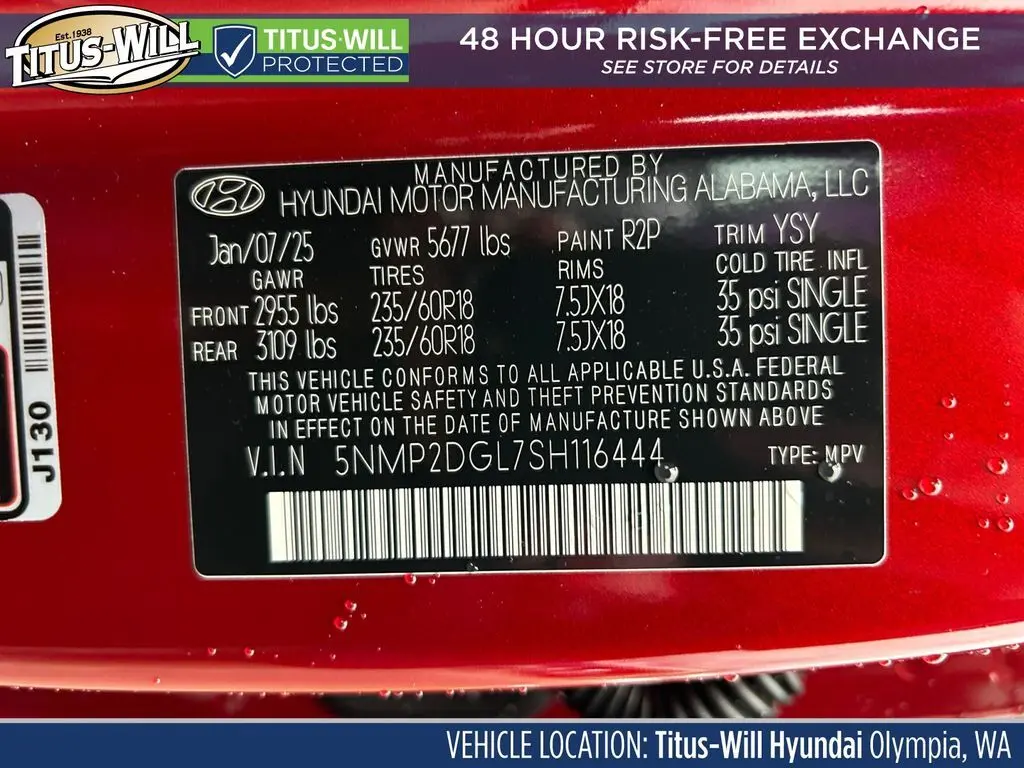 Est. 1938
TITUS-WILL
TITUS-WILL
PROTECTED
48 HOUR RISK-FREE EXCHANGE
SEE STORE FOR DETAILS
MANUFACTURED BY
HYUNDAI MOTOR MANUFACTURING ALABAMA, LLC
Jan/07/25 GVWR 5677 lbs PAINT R2P TRIM YSY
GAWR TIRES RIMS COLD TIRE INFL
FRONT 2955 lbs 235/60R18 7.5JX18 35 psi SINGLE
REAR 3109 lbs 235/60R18 7.5JX18 35 psi SINGLE
THIS VEHICLE CONFORMS TO ALL APPLICABLE U.S.A. FEDERAL
MOTOR VEHICLE SAFETY AND THEFT PREVENTION STANDARDS
IN EFFECT ON THE DATE OF MANUFACTURE SHOWN ABOVE
V.I.N 5NMP2DGL7SH116444 TYPE: MPV
J130
VEHICLE LOCATION: Titus-Will Hyundai Olympia, WA